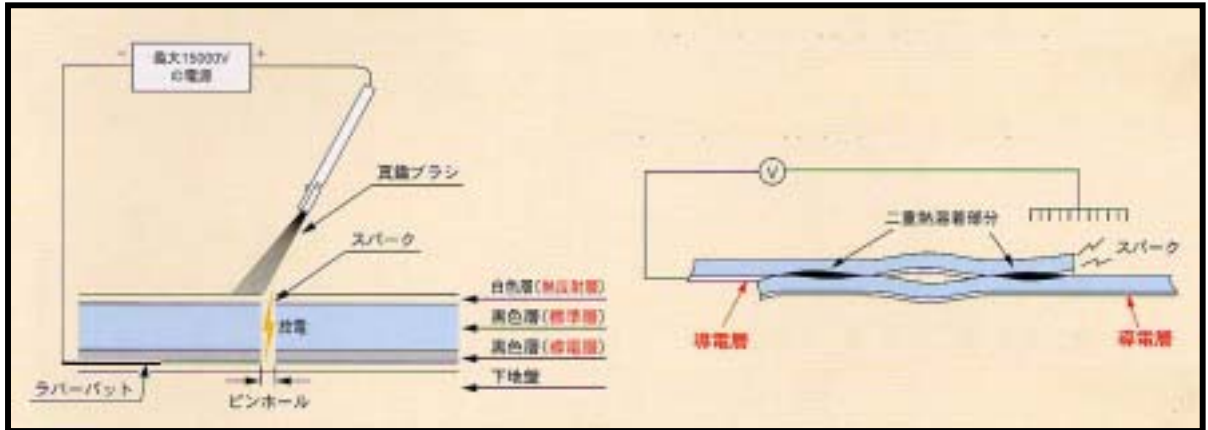 − 最大15000V +
の電源
真鍮ブラシ
スパーク
白色層(熱反射層)
放電
黒色層(標準層)
黒色層(導電層)
下地盤
ラバーパット
ピンホール
V
二重熱溶着部分
スパーク
導電層
導電層